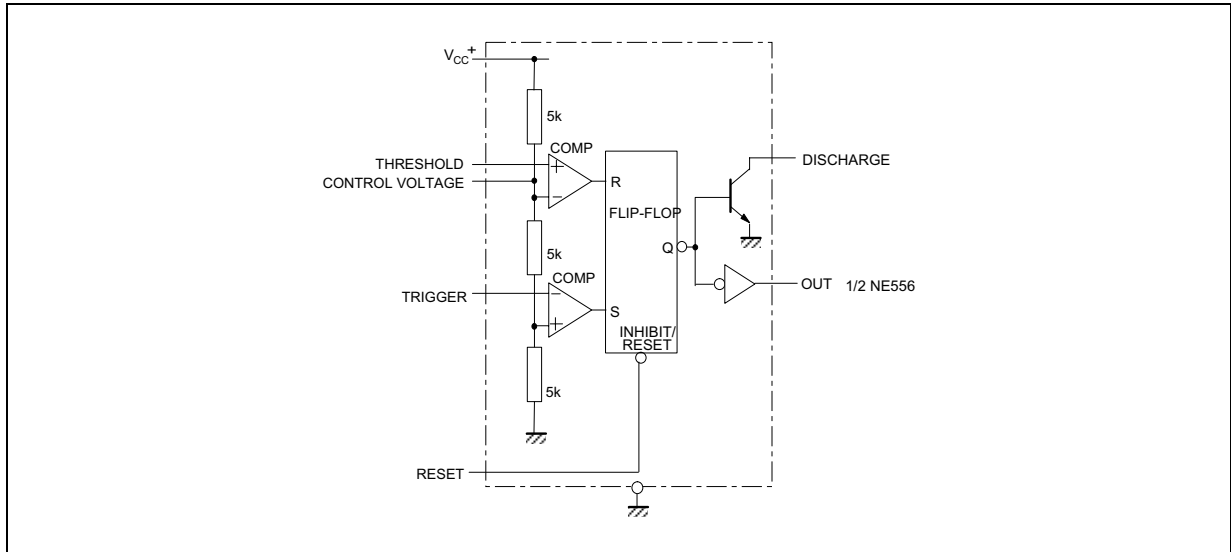 VCC+
5k
COMP
THRESHOLD
+
DISCHARGE
CONTROL VOLTAGE
R
−
FLIP-FLOP
5k
Q
COMP
TRIGGER
−
OUT 1/2 NE556
S
+
INHIBIT/
RESET
5k
RESET